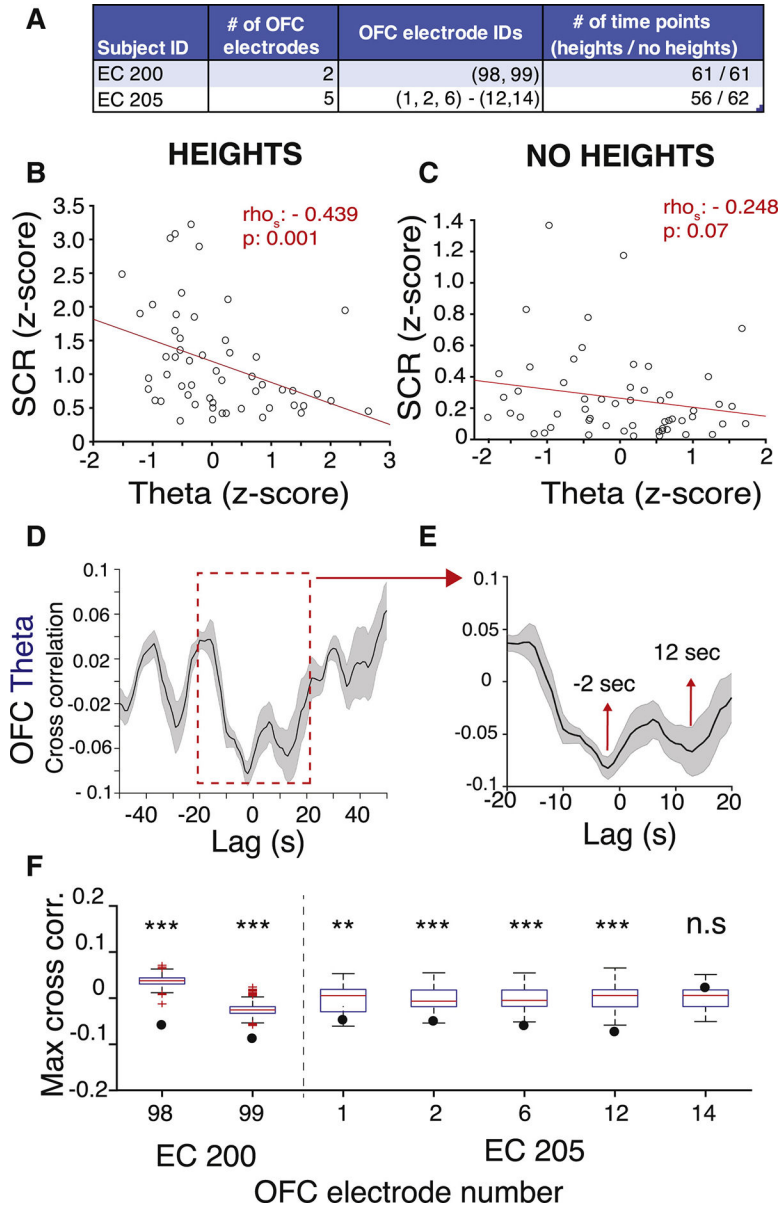 A
Subject ID # of OFC electrodes OFC electrode IDs # of time points (heights / no heights)
EC 200 2 (98, 99) 61 / 61
EC 205 5 (1, 2, 6) - (12,14) 56 / 62
HEIGHTS
NO HEIGHTS
B
rho_s: - 0.439
p: 0.001
SCR (z-score)
3.5
3.0
2.5
2.0
1.5
1.0
0.5
0
-2 -1 0 1 2 3
Theta (z-score)
C
rho_s: - 0.248
p: 0.07
SCR (z-score)
1.4
1.2
1.0
0.8
0.6
0.4
0.2
0
-2 -1 0 1 2
Theta (z-score)
D
OFC Theta
Cross correlation
0.1
0.06
0.02
-0.02
-0.06
- 0.1
-40 -20 0 20 40
Lag (s)
E
0.1
0.05
0
-0.05
-0.1
-2 sec
12 sec
-20 -10 0 10 20
Lag (s)
F
Max cross corr.
0.2
0.1
0
-0.1
-0.2
*** *** ** *** *** *** n.s
98 99 1 2 6 12 14
EC 200 EC 205
OFC electrode number